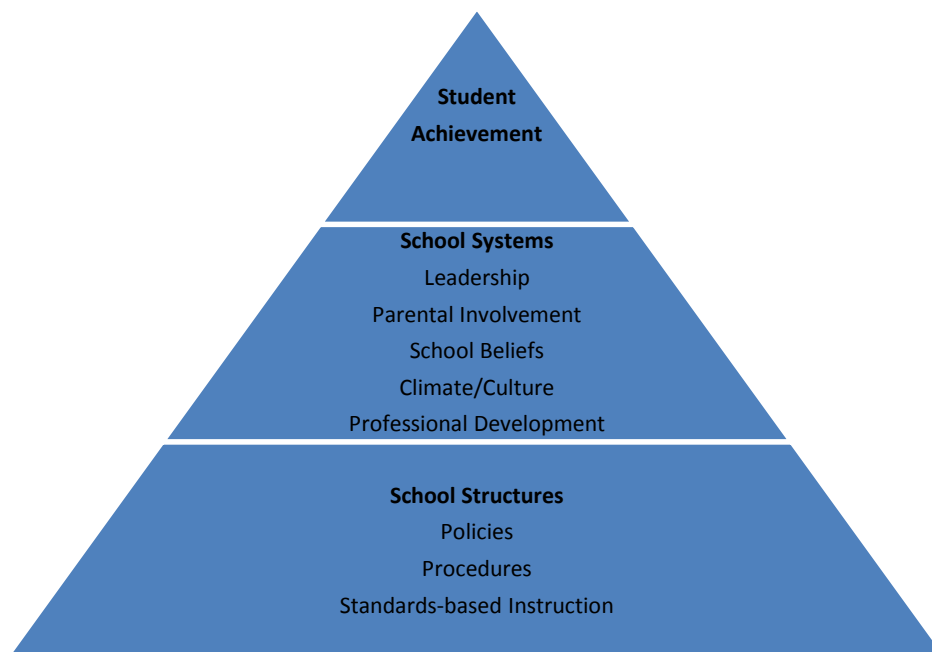 Student
Achievement
School Systems
Leadership
Parental Involvement
School Beliefs
Climate/Culture
Professional Development
School Structures
Policies
Procedures
Standards-based Instruction